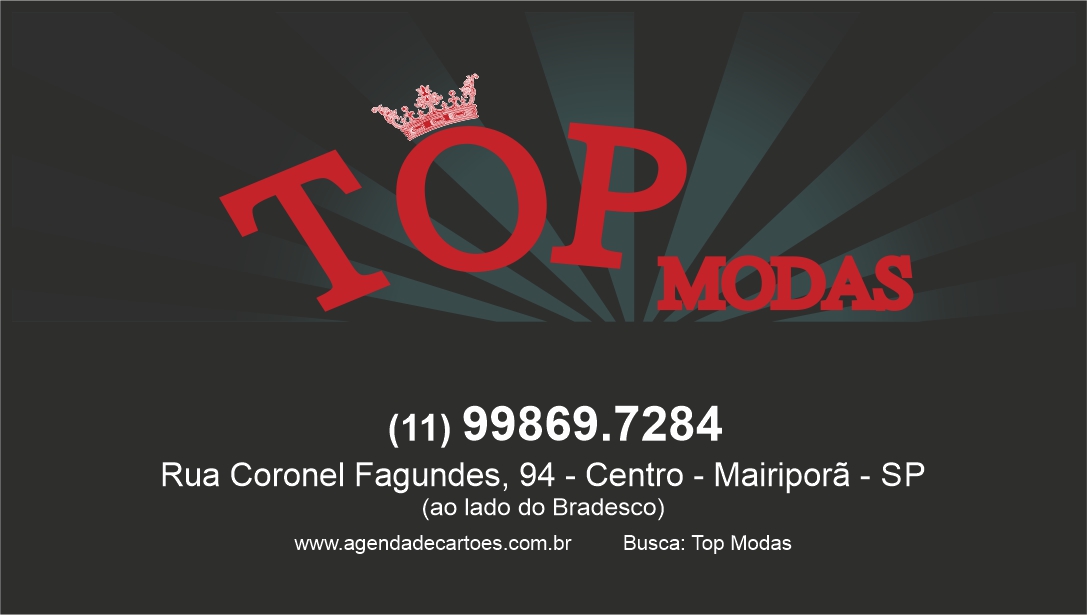 TOP
MODAS
(11) 99869.7284
Rua Coronel Fagundes, 94 - Centro - Mairiporã - SP
(ao lado do Bradesco)
www.agendadecartoes.com.br Busca: Top Modas